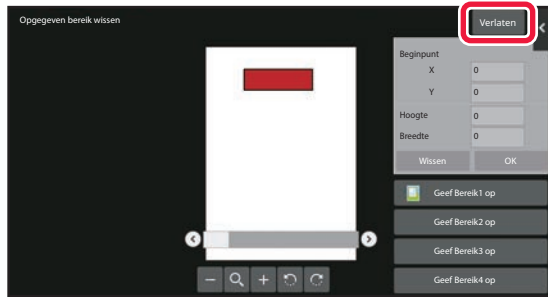 Opgegeven bereik wissen
Verlaten
Beginpunt
X 0
Y 0
Hoogte 0
Breedte 0
Wissen OK
Geef Bereik1 op
Geef Bereik2 op
Geef Bereik3 op
Geef Bereik4 op